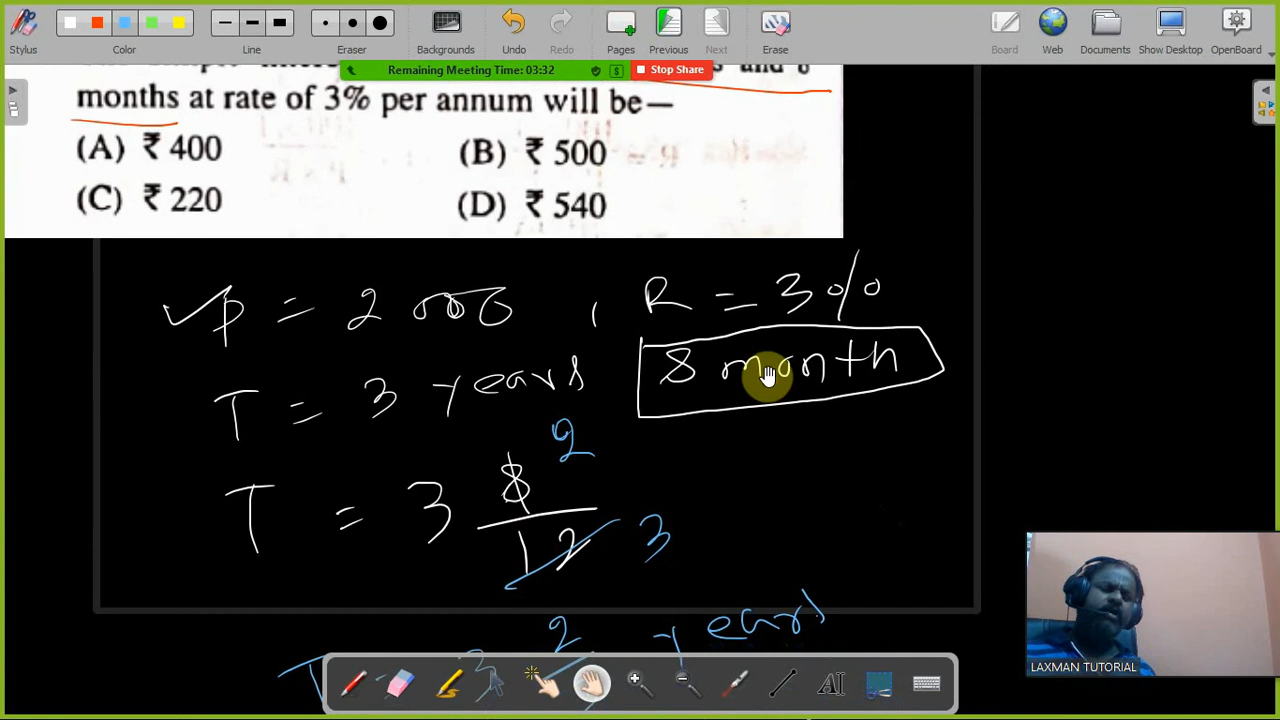 Stylus Color Line Eraser Backgrounds Undo Redo Pages Previous Next Erase Board Web Documents Show Desktop OpenBoard
Remaining Meeting Time: 03:32 Stop Share
months at rate of 3% per annum will be—
(A) ₹ 400 (B) ₹ 500
(C) ₹ 220 (D) ₹ 540
p = 2000 , R = 3%
T = 3 years 8 month
2
T = 3 8/12
3
T = 3 2/3 years
LAXMAN TUTORIAL